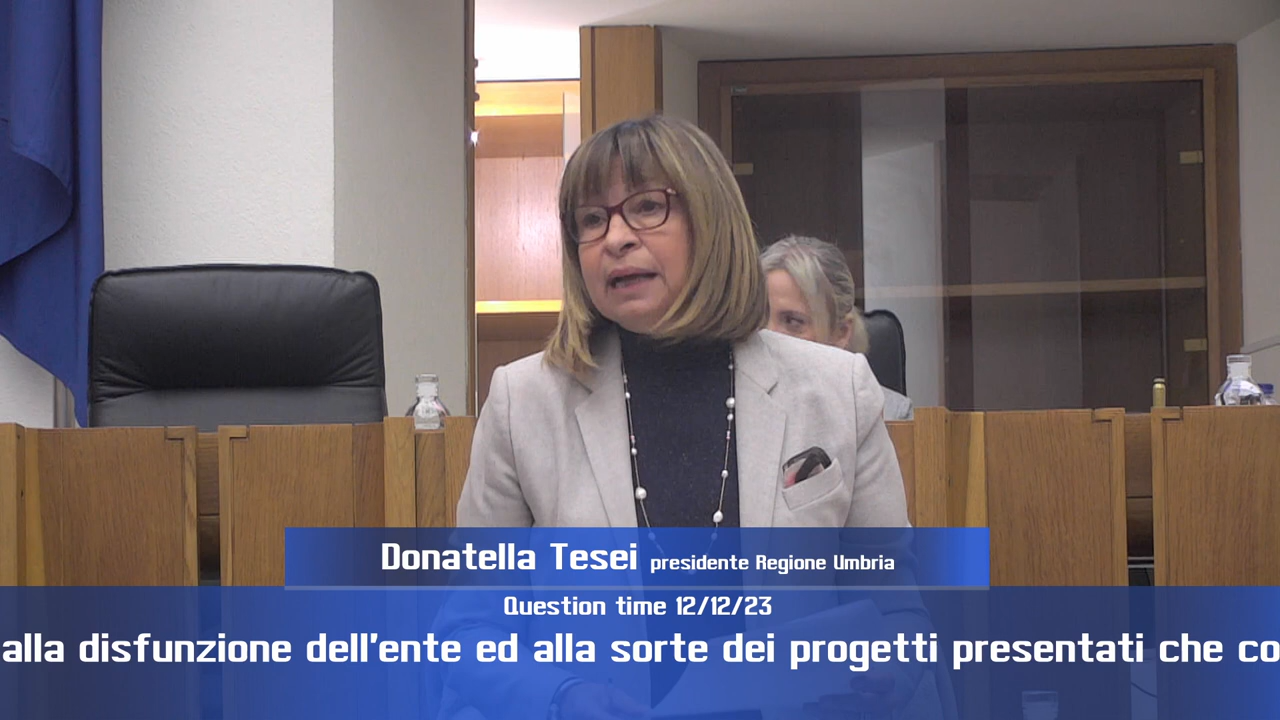 Donatella Tesei presidente Regione Umbria
Question time 12/12/23
alla disfunzione dell'ente ed alla sorte dei progetti presentati che co